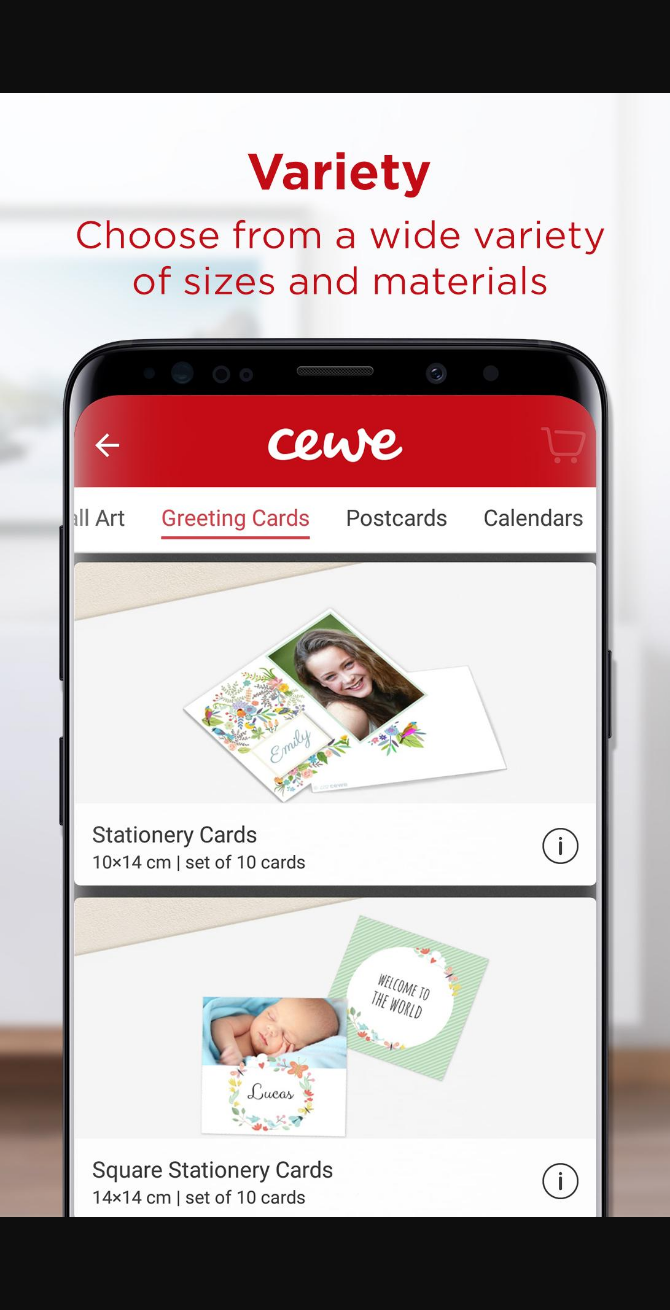 Variety
Choose from a wide variety
of sizes and materials
cewe
all Art Greeting Cards Postcards Calendars
Emily
Stationery Cards
10×14 cm | set of 10 cards
i
WELCOME TO
THE WORLD
Lucas
Square Stationery Cards
14×14 cm | set of 10 cards
i